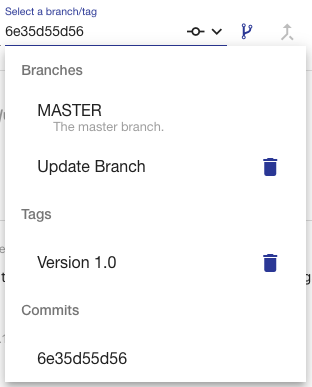 Select a branch/tag
6e35d55d56
Branches
MASTER
The master branch.
Update Branch
Tags
Version 1.0
Commits
6e35d55d56